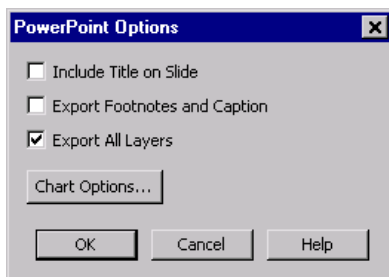 PowerPoint Options
Include Title on Slide
Export Footnotes and Caption
Export All Layers
Chart Options...
OK Cancel Help